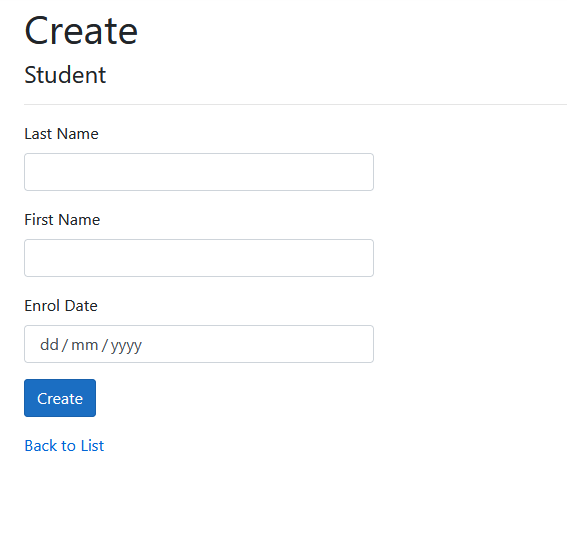 Create
Student
Last Name
First Name
Enrol Date
dd/mm/yyyy
Create
Back to List